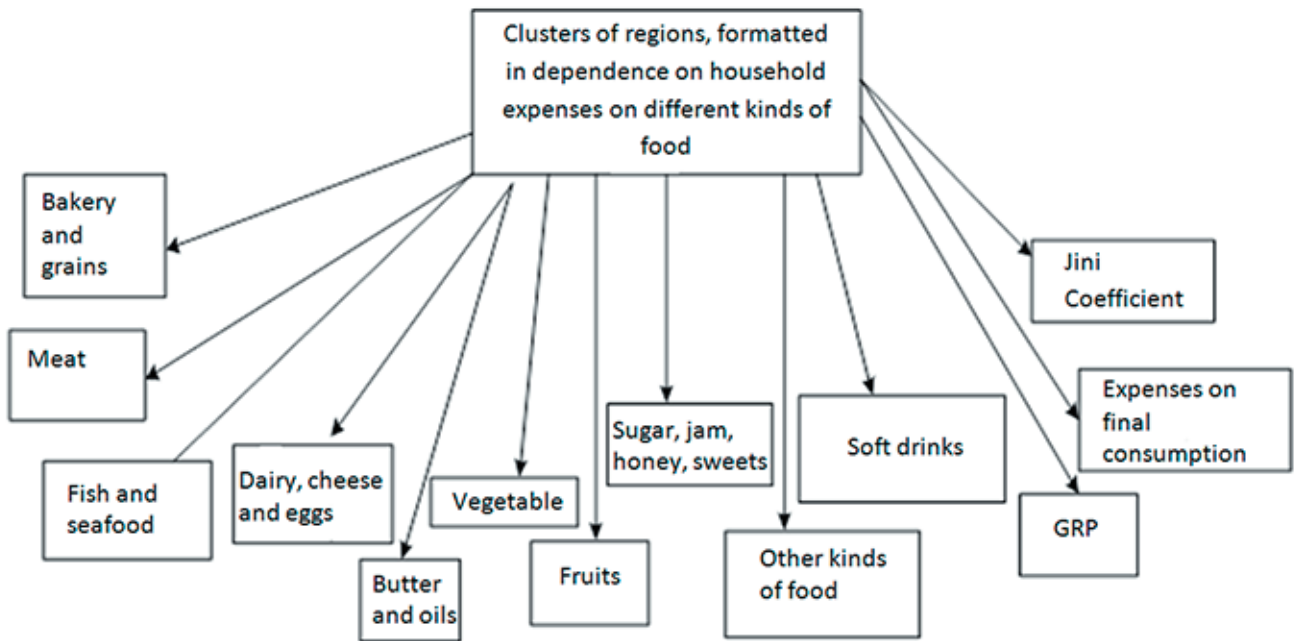 Clusters of regions, formatted
in dependence on household
expenses on different kinds of
food
Bakery
and
grains
Meat
Fish and
seafood
Dairy, cheese
and eggs
Butter
and oils
Vegetable
Fruits
Sugar, jam,
honey, sweets
Other kinds
of food
Soft drinks
Jini
Coefficient
Expenses on
final
consumption
GRP